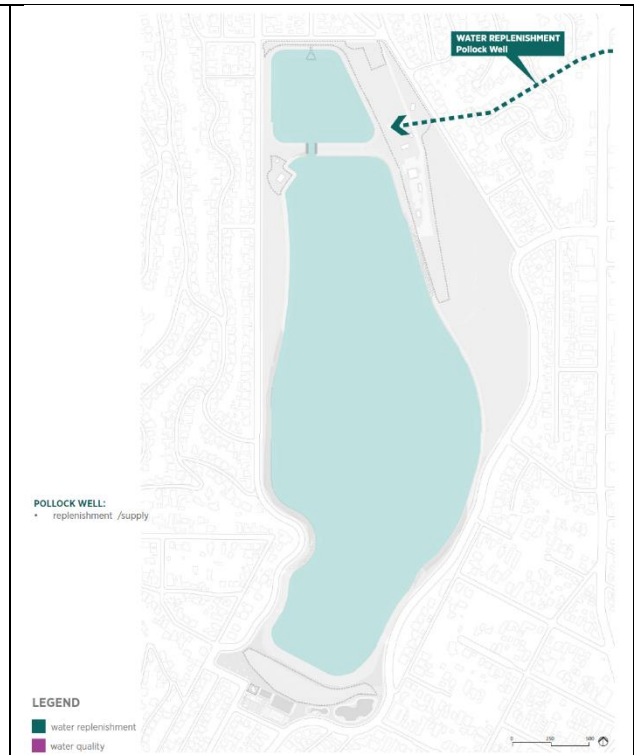 WATER REPLENISHMENT
Pollock Well
POLLOCK WELL:
• replenishment /supply
LEGEND
water replenishment
water quality
0 250 500